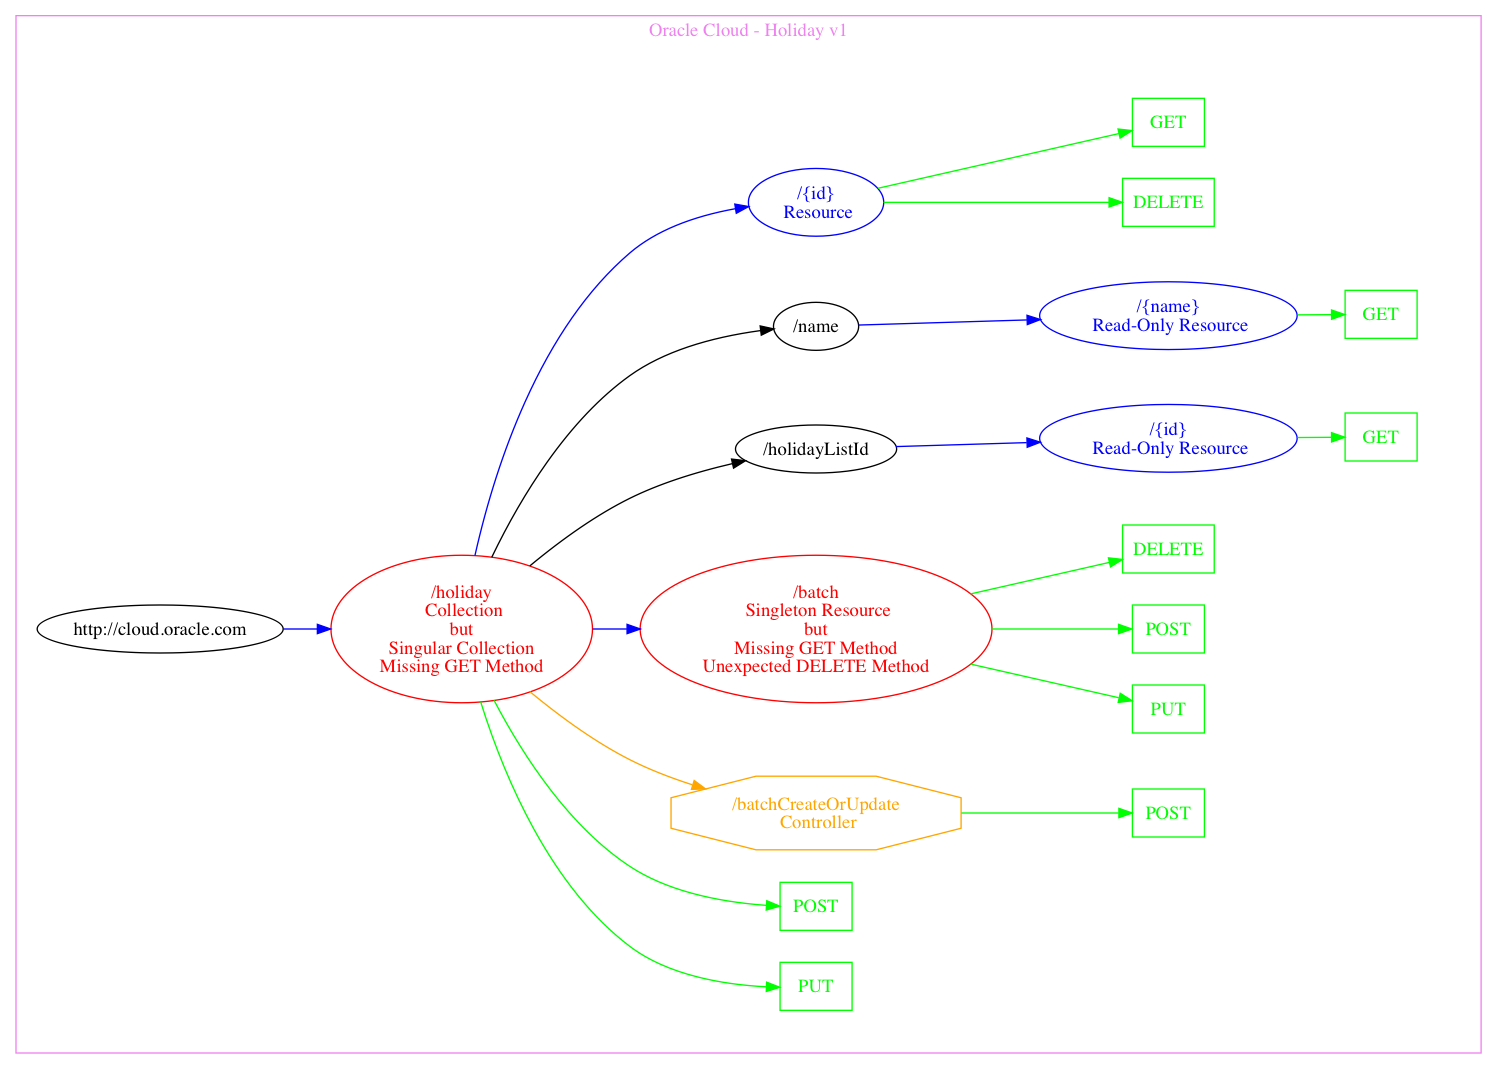 Oracle Cloud - Holiday v1
GET
/{id}
Resource
DELETE
/{name}
Read-Only Resource
GET
/name
/{id}
Read-Only Resource
GET
/holidayListId
DELETE
http://cloud.oracle.com
/holiday
Collection
but
Singular Collection
Missing GET Method
/batch
Singleton Resource
but
Missing GET Method
Unexpected DELETE Method
POST
PUT
/batchCreateOrUpdate
Controller
POST
POST
PUT